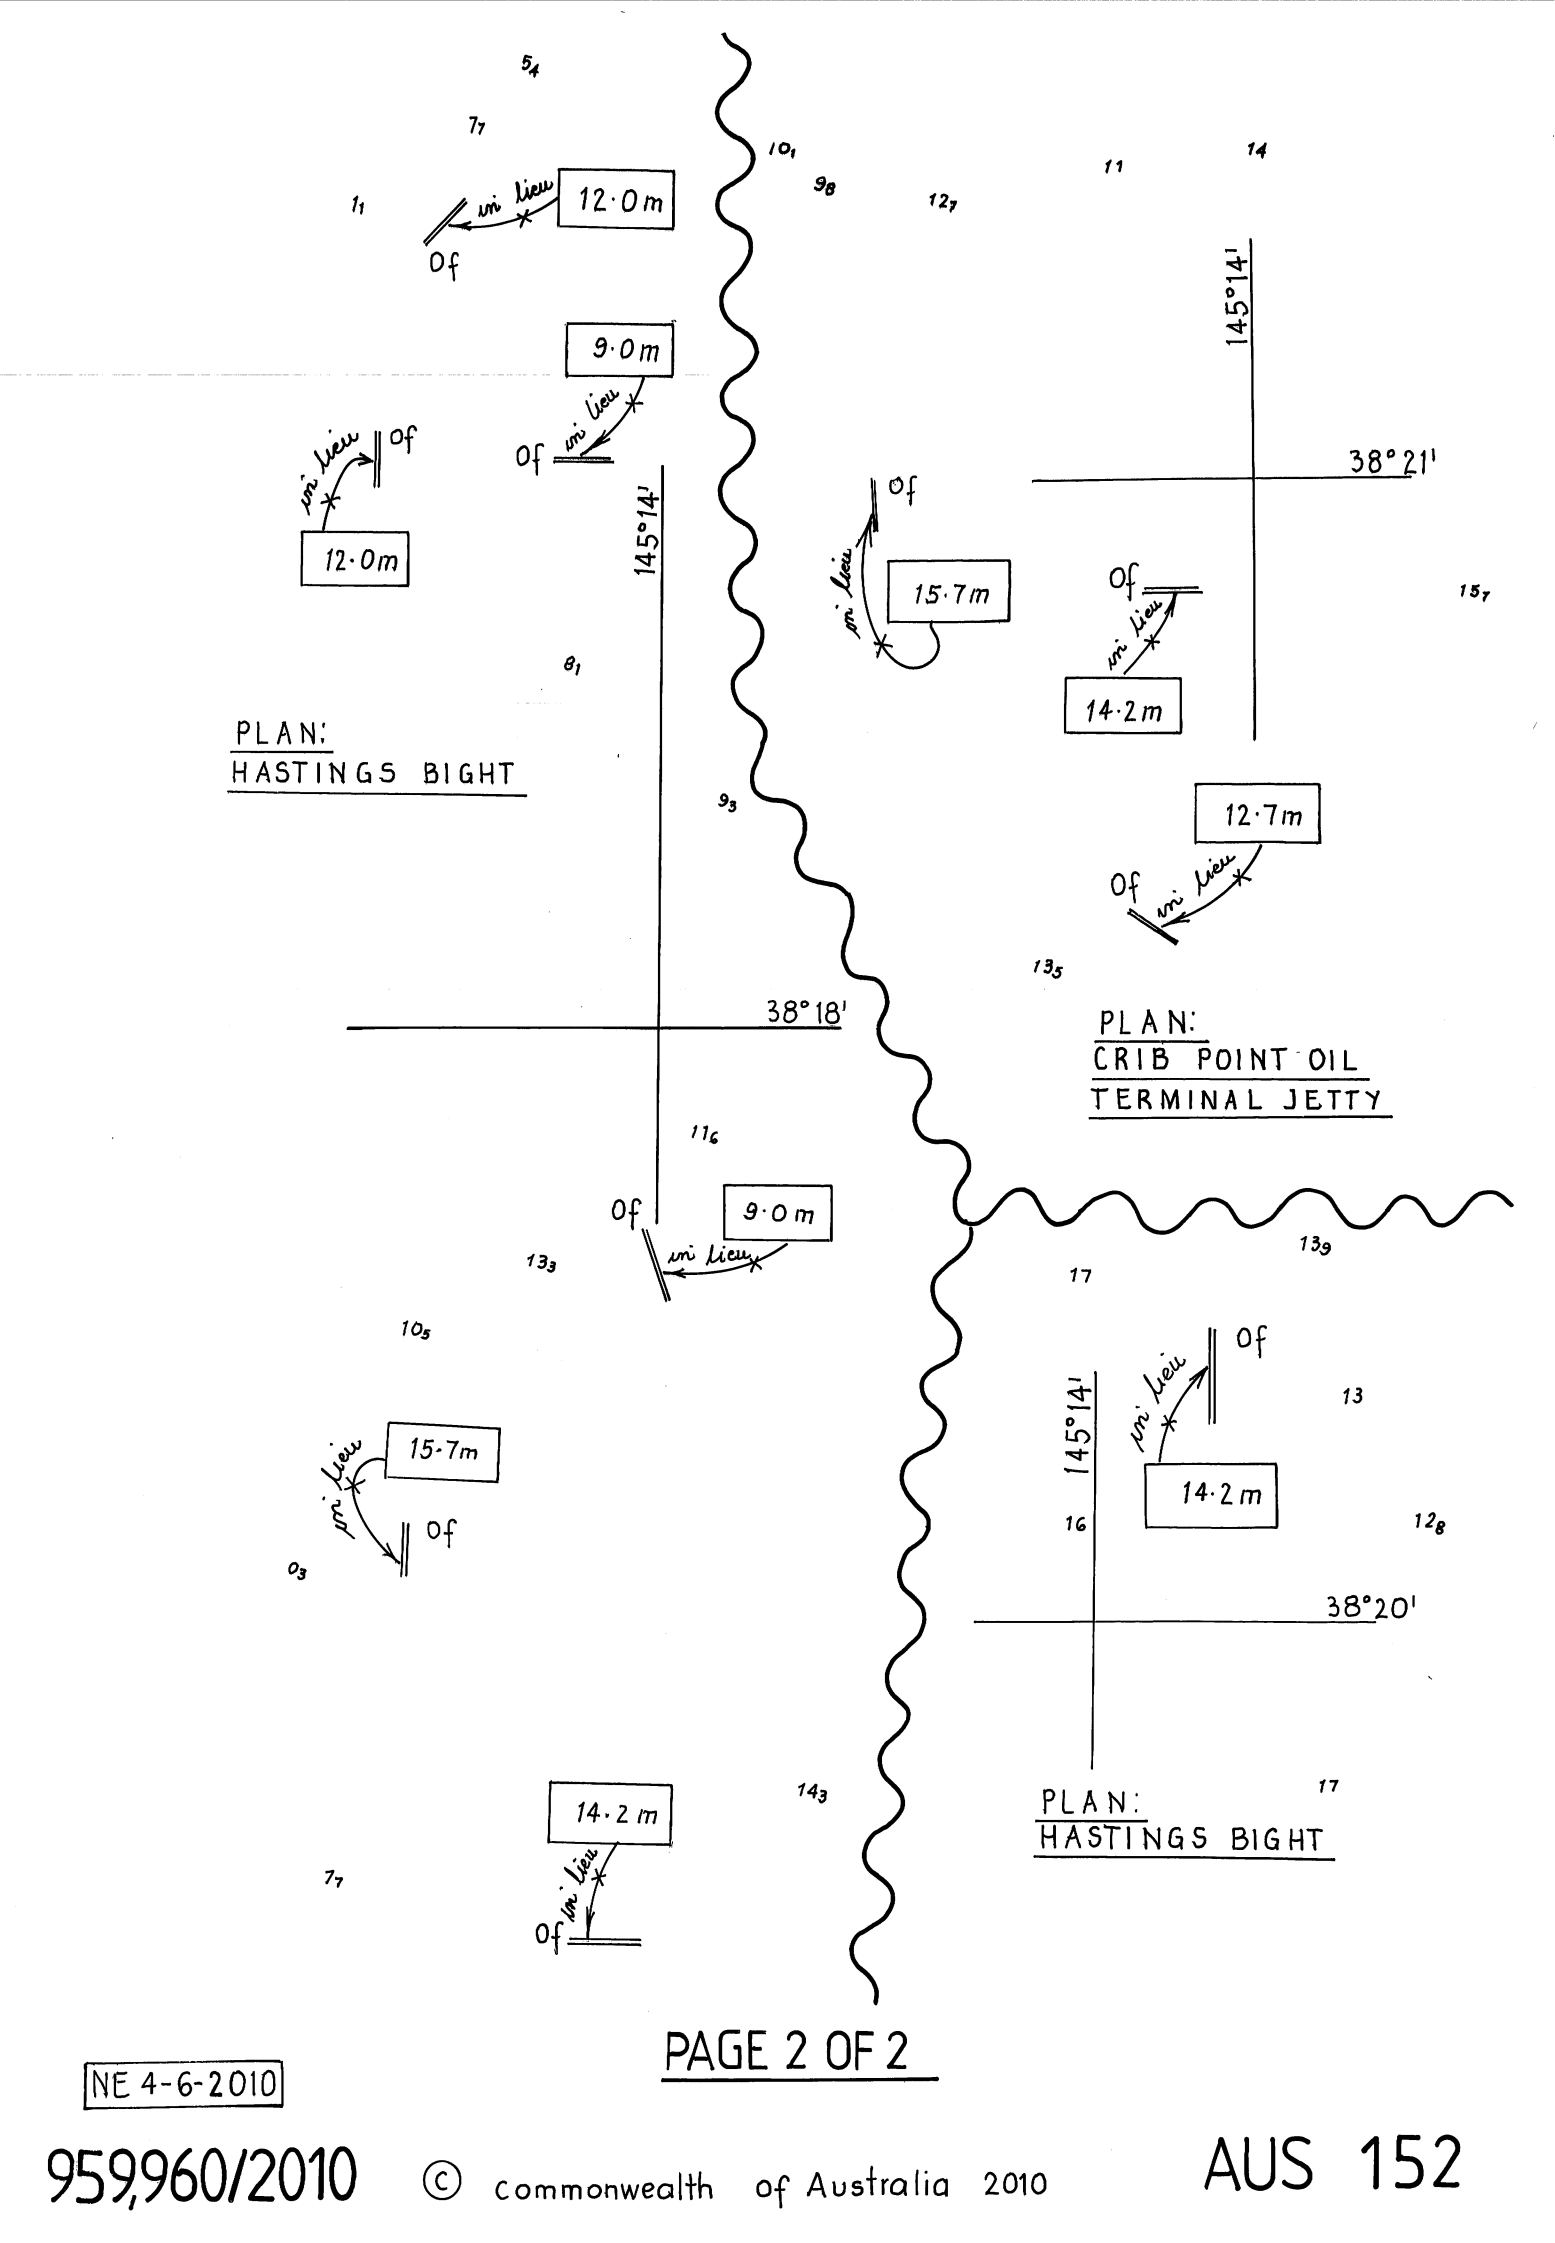 5₄
7₇
1₁
in lieu
12.0m
Of
9.0m
in lieu
Of
in lieu
Of
12.0m
145°14'
8₁
PLAN:
HASTINGS BIGHT
9₃
38°18'
11₆
Of
9.0m
in lieu
13₃
10₅
15.7m
in lieu
Of
0₃
14.2m
in lieu
Of
14₃
7₇
10₁
9₈
12₇
11
14
145°14'
38°21'
Of
in lieu
15.7m
Of
in lieu
14.2m
15₇
12.7m
in lieu
Of
13₅
PLAN:
CRIB POINT OIL
TERMINAL JETTY
13₉
17
Of
in lieu
145°14'
13
14.2m
16
12₈
38°20'
PLAN:
HASTINGS BIGHT
17
PAGE 2 OF 2
NE 4-6-2010
959,960/2010
© Commonwealth of Australia 2010
AUS 152